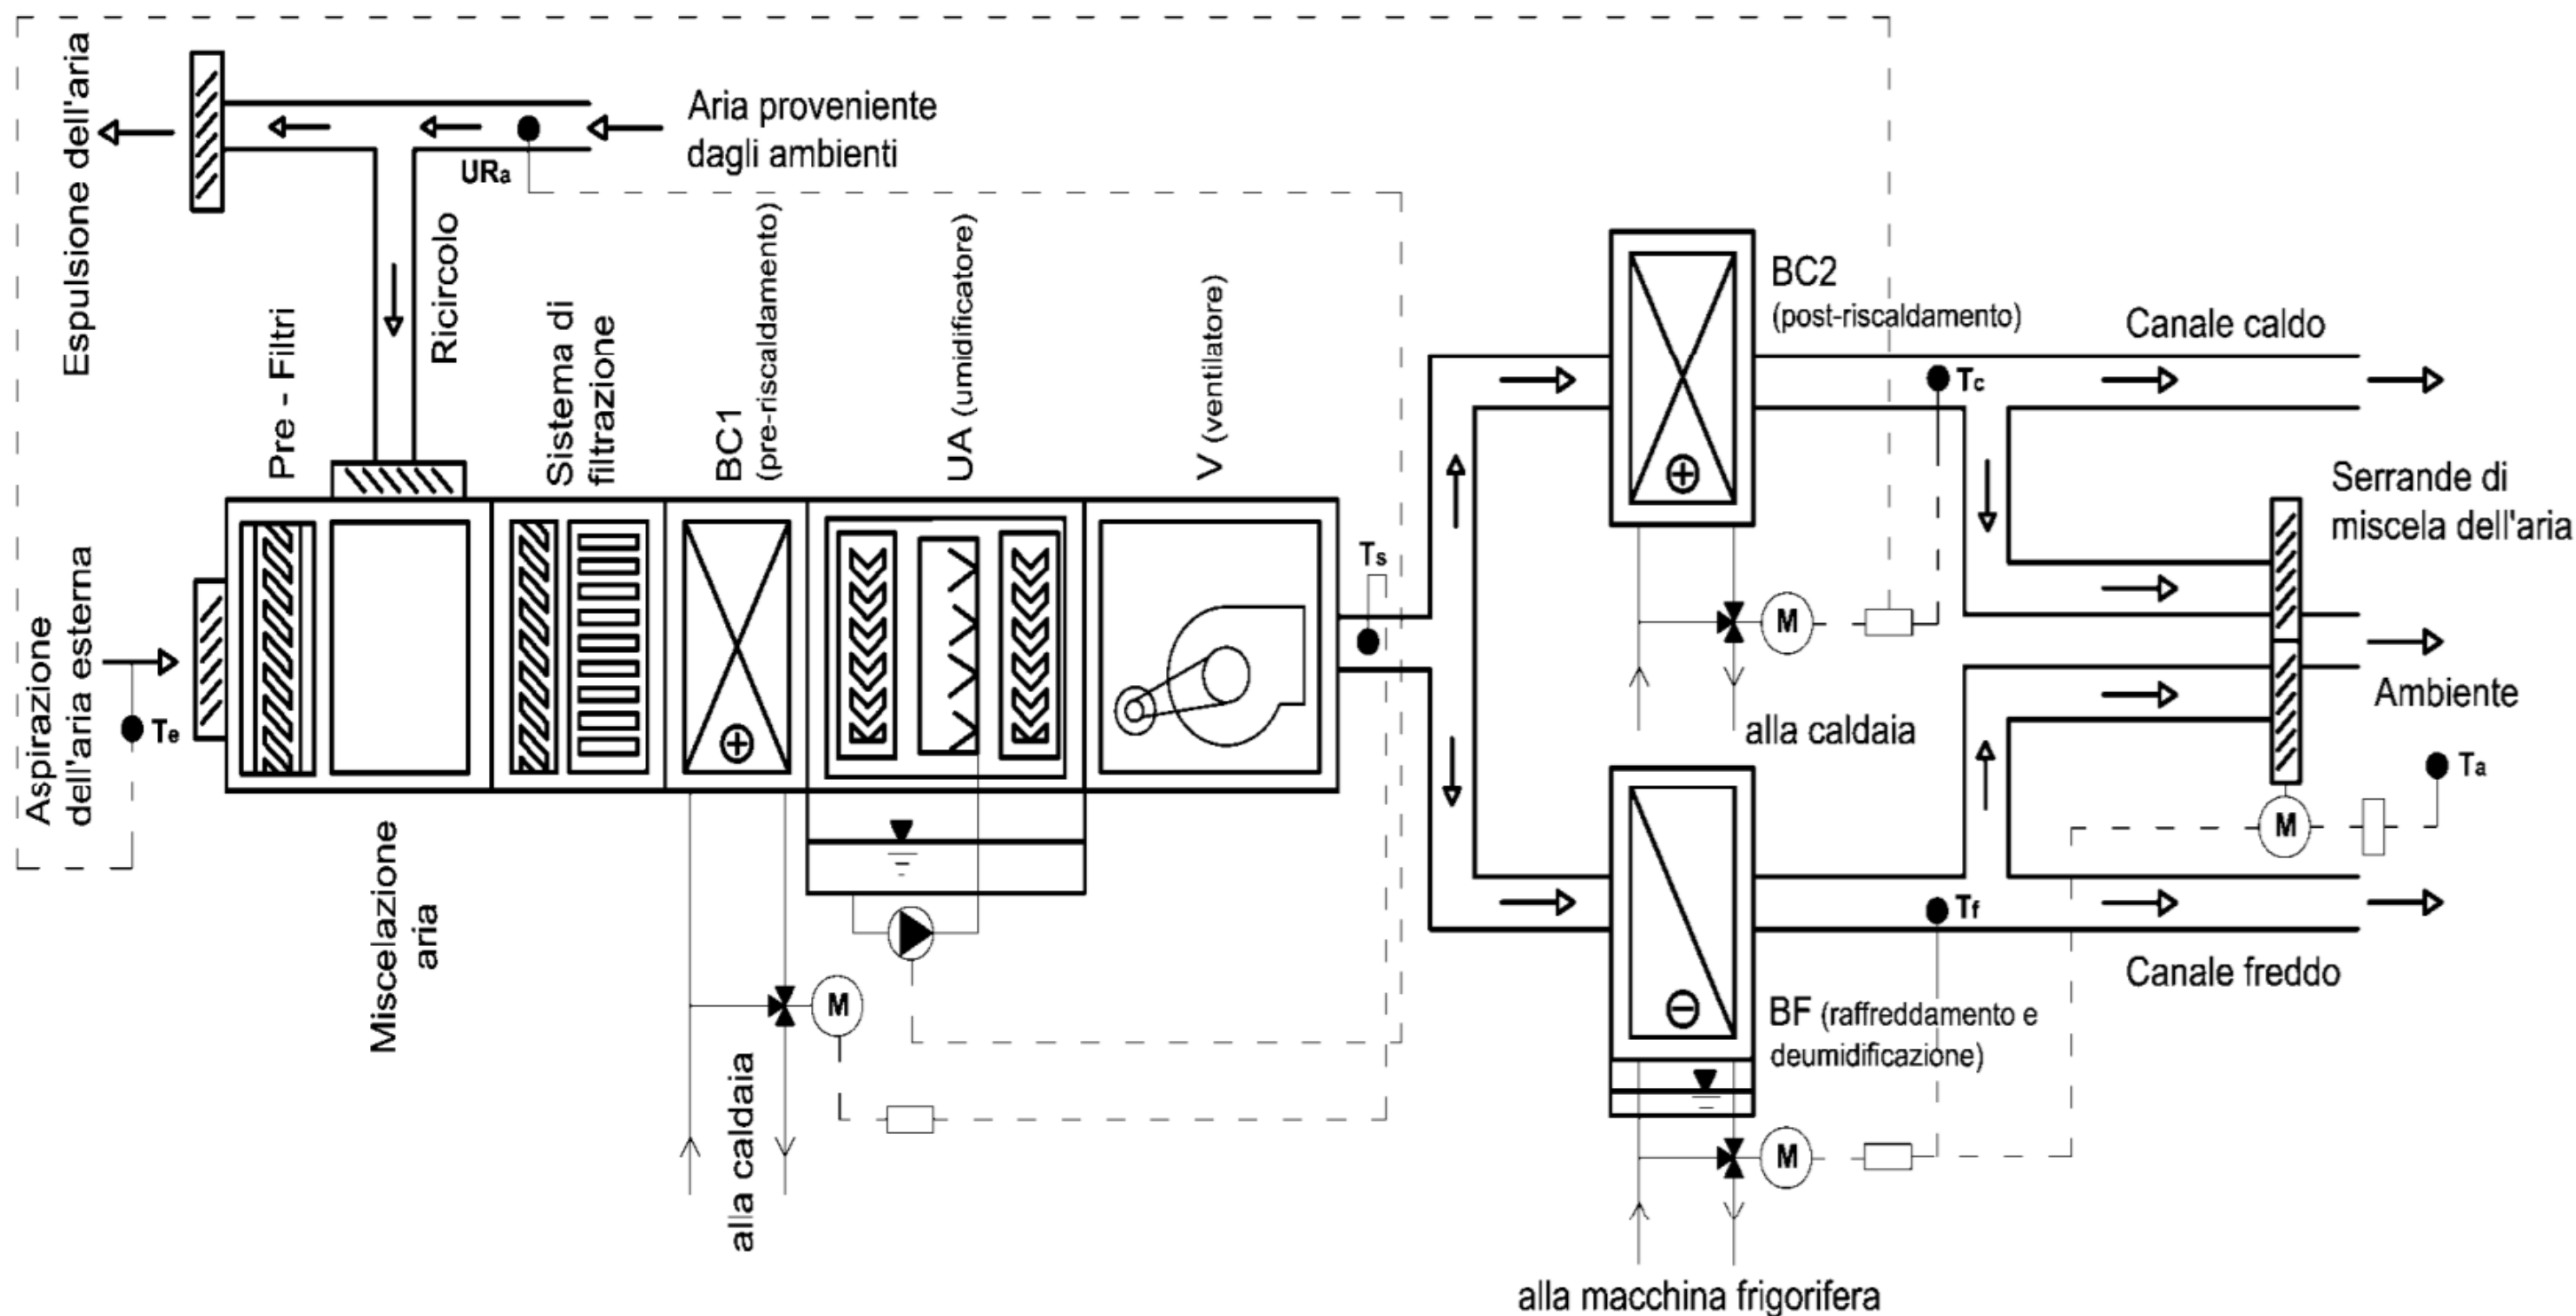 Espulsione dell'aria
Aria proveniente
dagli ambienti
URa
Ricircolo
Pre - Filtri
Sistema di
filtrazione
BC1
(pre-riscaldamento)
UA (umidificatore)
V (ventilatore)
BC2
(post-riscaldamento)
Canale caldo
Tc
Serrande di
miscela dell'aria
Ts
M
Aspirazione
dell'aria esterna
Te
Ambiente
alla caldaia
Ta
M
Miscelazione
aria
Tf
M
Canale freddo
BF (raffreddamento e
deumidificazione)
alla caldaia
M
alla macchina frigorifera